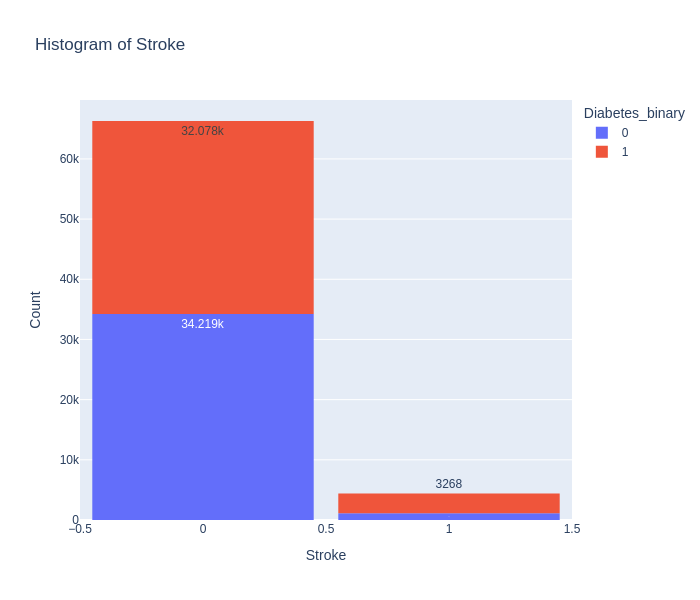 Histogram of Stroke
Diabetes_binary
0
1
32.078k
34.219k
3268
60k
50k
40k
30k
20k
10k
0
−0.5
0
0.5
1
1.5
Count
Stroke